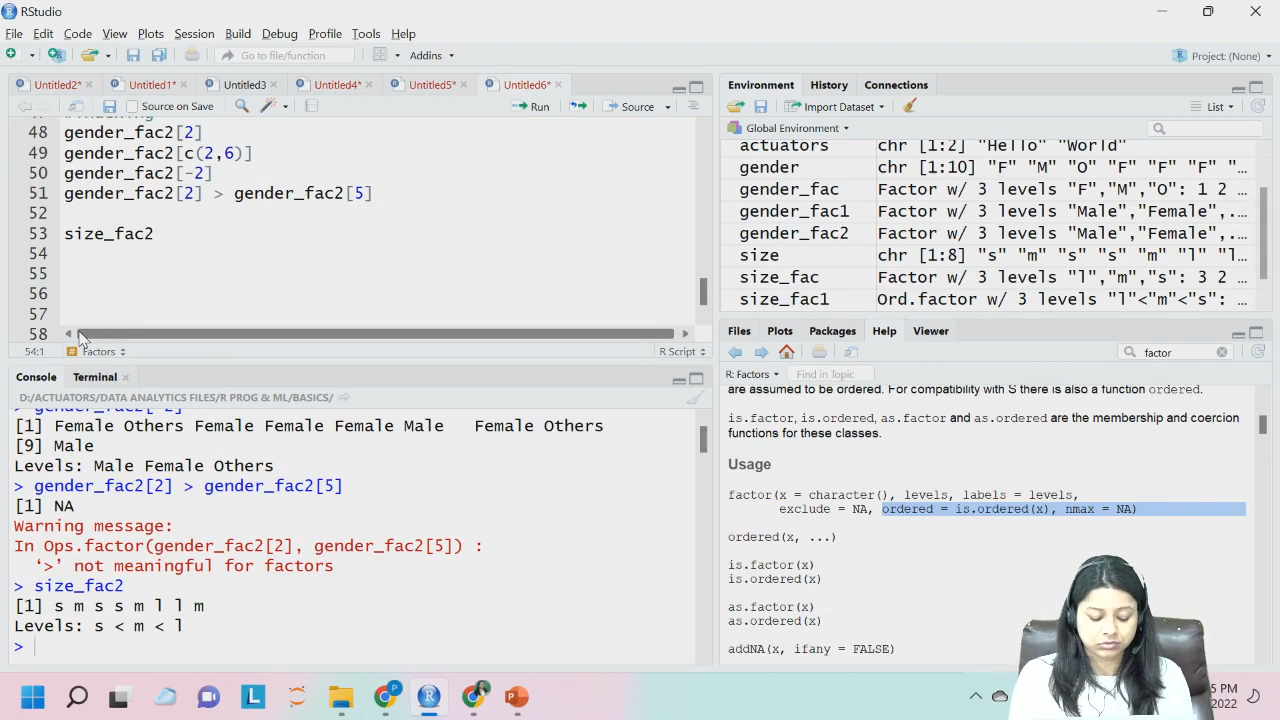 RStudio
File Edit Code View Plots Session Build Debug Profile Tools Help
Go to file/function
Addins
Project: (None)
Untitled2*
Untitled1*
Untitled3
Untitled4*
Untitled5*
Untitled6*
Source on Save
Run
Source
48 gender_fac2[2]
49 gender_fac2[c(2,6)]
50 gender_fac2[-2]
51 gender_fac2[2] > gender_fac2[5]
52
53 size_fac2
54
55
56
57
58
54:1
Factors
R Script
Console Terminal
D:/ACTUATORS/DATA ANALYTICS FILES/R PROG & ML/BASICS/
> gender_fac2[-2]
[1] Female Others Female Female Female Male Female Others
[9] Male
Levels: Male Female Others
> gender_fac2[2] > gender_fac2[5]
[1] NA
Warning message:
In Ops.factor(gender_fac2[2], gender_fac2[5]) :
‘>’ not meaningful for factors
> size_fac2
[1] s m s s m l l m
Levels: s < m < l
>
Environment History Connections
Import Dataset
List
Global Environment
actuators chr [1:2] "Hello" "World"
gender chr [1:10] "F" "M" "O" "F" "F" "F" "…
gender_fac Factor w/ 3 levels "F","M","O": 1 2 …
gender_fac1 Factor w/ 3 levels "Male","Female",..…
gender_fac2 Factor w/ 3 levels "Male","Female",..…
size chr [1:8] "s" "m" "s" "s" "m" "l" "l…
size_fac Factor w/ 3 levels "l","m","s": 3 2 …
size_fac1 Ord.factor w/ 3 levels "l"<"m"<"s": …
Files Plots Packages Help Viewer
factor
R: Factors
Find in Topic
are assumed to be ordered. For compatibility with S there is also a function ordered.
is.factor, is.ordered, as.factor and as.ordered are the membership and coercion
functions for these classes.
Usage
factor(x = character(), levels, labels = levels,
exclude = NA, ordered = is.ordered(x), nmax = NA)
ordered(x, ...)
is.factor(x)
is.ordered(x)
as.factor(x)
as.ordered(x)
addNA(x, ifany = FALSE)
L
P
R
P
5 PM
2022